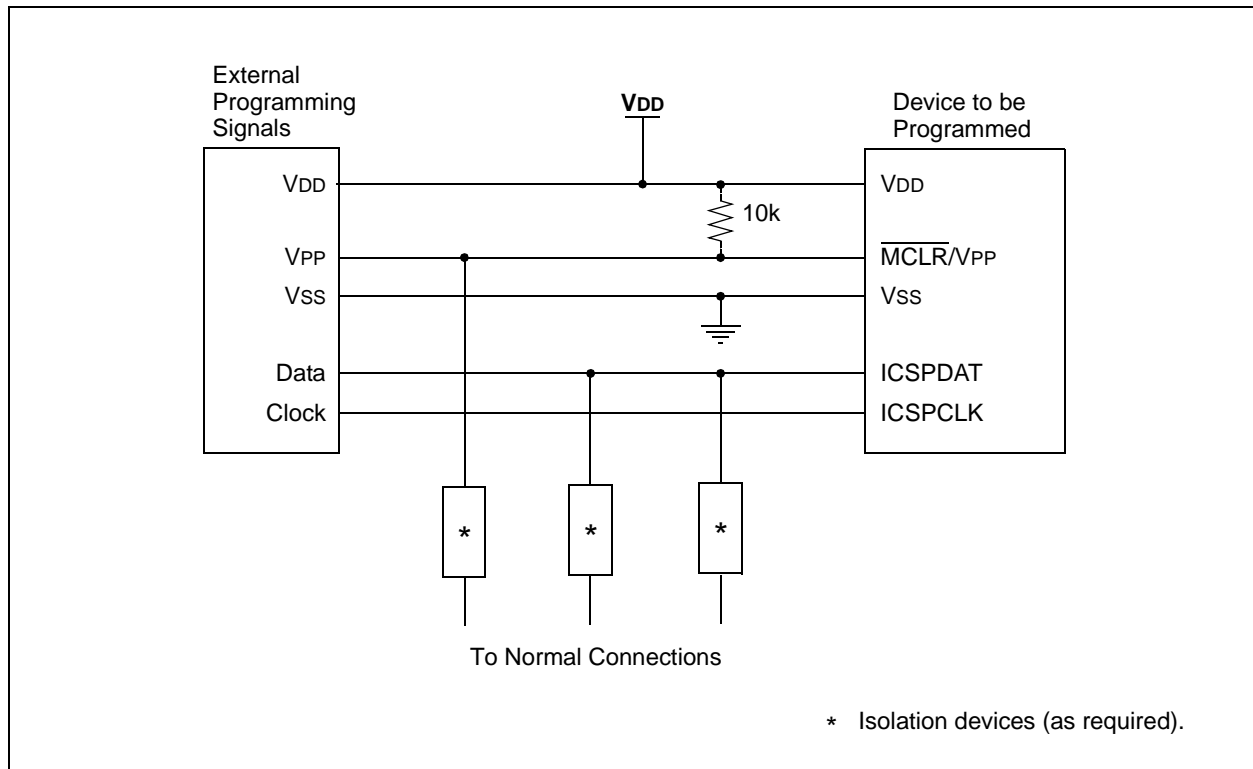 External
Programming
Signals
VDD
Device to be
Programmed
VDD
VDD
10k
VPP
MCLR/VPP
VSS
VSS
Data
ICSPDAT
Clock
ICSPCLK
*
*
*
To Normal Connections
* Isolation devices (as required).